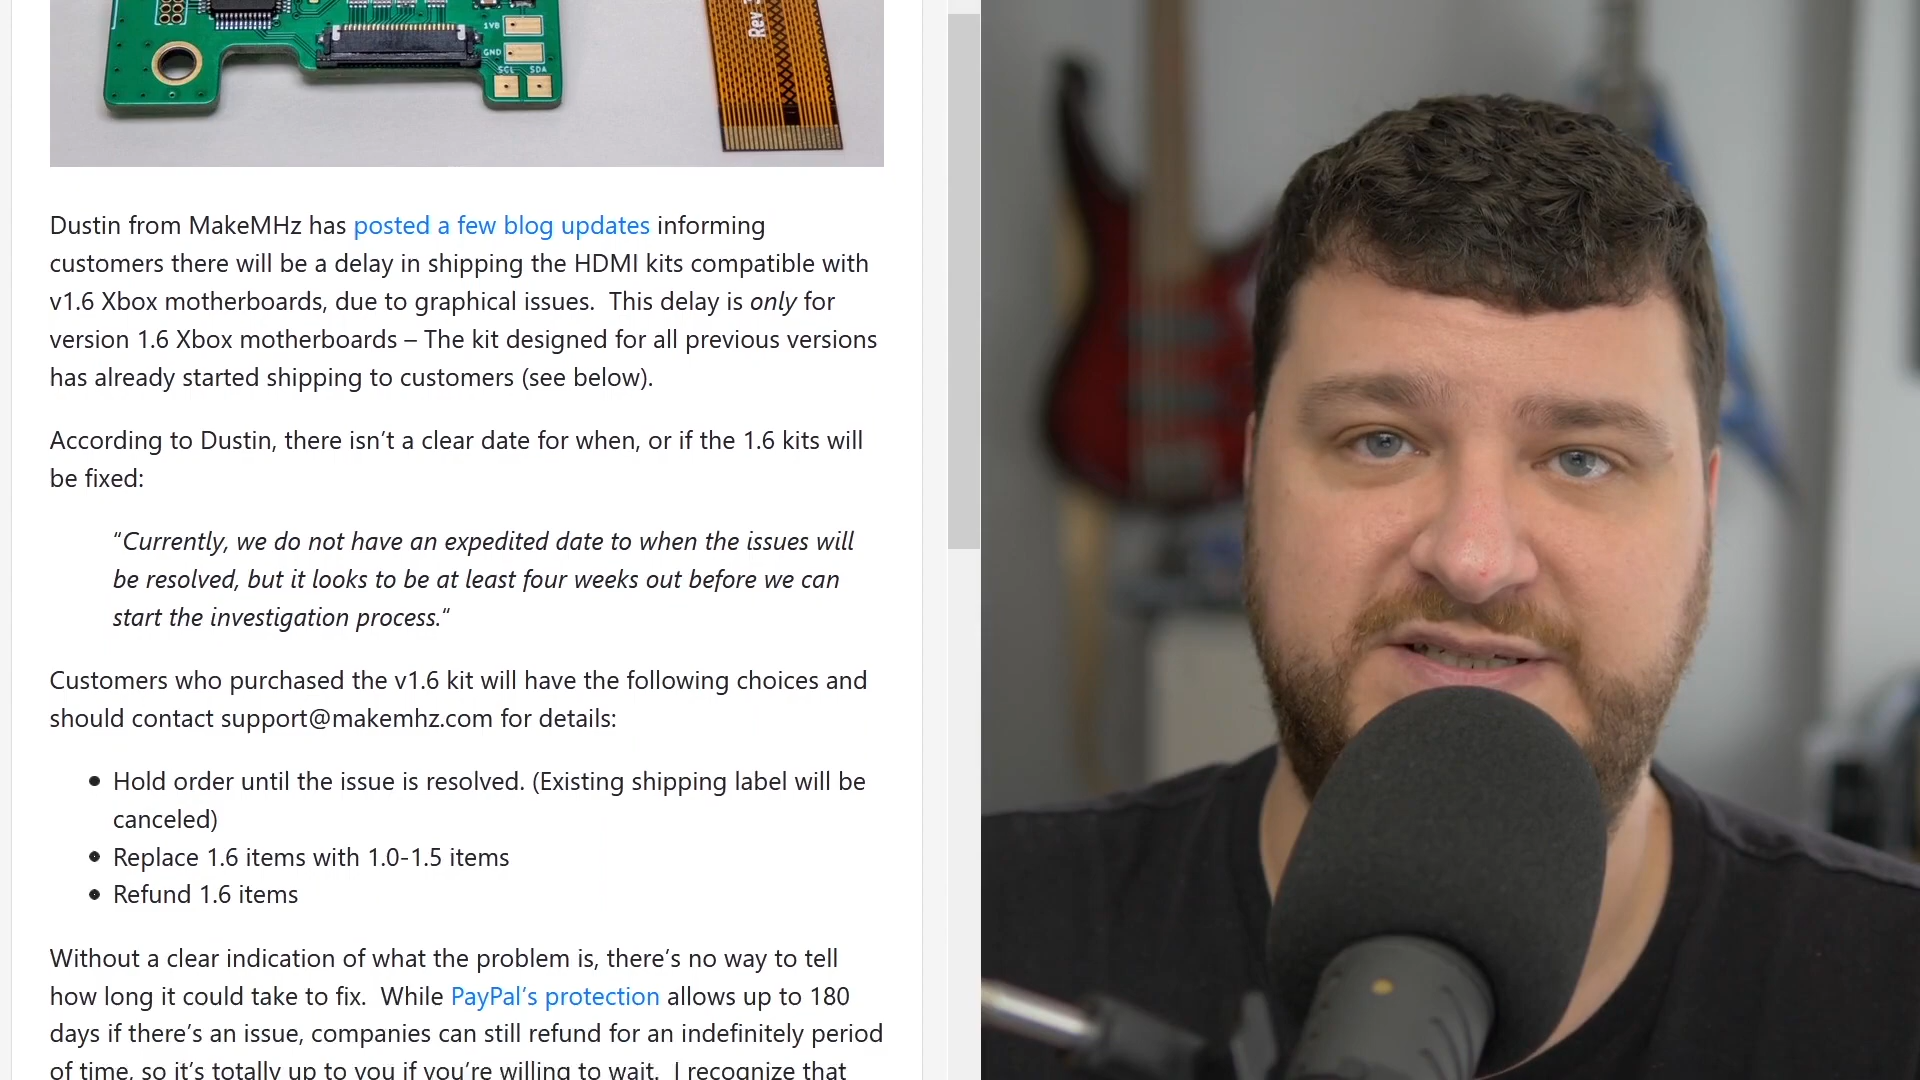 1VB
GND
SCL SDA
Rev
Dustin from MakeMHz has posted a few blog updates informing
customers there will be a delay in shipping the HDMI kits compatible with
v1.6 Xbox motherboards, due to graphical issues.  This delay is only for
version 1.6 Xbox motherboards – The kit designed for all previous versions
has already started shipping to customers (see below).
According to Dustin, there isn’t a clear date for when, or if the 1.6 kits will
be fixed:
“Currently, we do not have an expedited date to when the issues will
be resolved, but it looks to be at least four weeks out before we can
start the investigation process.“
Customers who purchased the v1.6 kit will have the following choices and
should contact support@makemhz.com for details:
• Hold order until the issue is resolved. (Existing shipping label will be
canceled)
• Replace 1.6 items with 1.0-1.5 items
• Refund 1.6 items
Without a clear indication of what the problem is, there’s no way to tell
how long it could take to fix.  While PayPal’s protection allows up to 180
days if there’s an issue, companies can still refund for an indefinitely period
of time, so it’s totally up to you if you’re willing to wait.  I recognize that